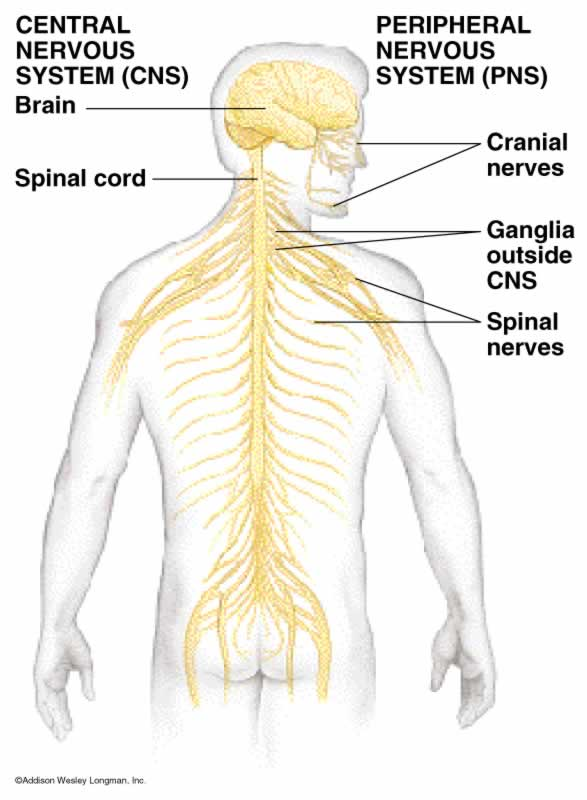 CENTRAL
NERVOUS
SYSTEM (CNS)
Brain
Spinal cord
PERIPHERAL
NERVOUS
SYSTEM (PNS)
Cranial
nerves
Ganglia
outside
CNS
Spinal
nerves
©Addison Wesley Longman, Inc.